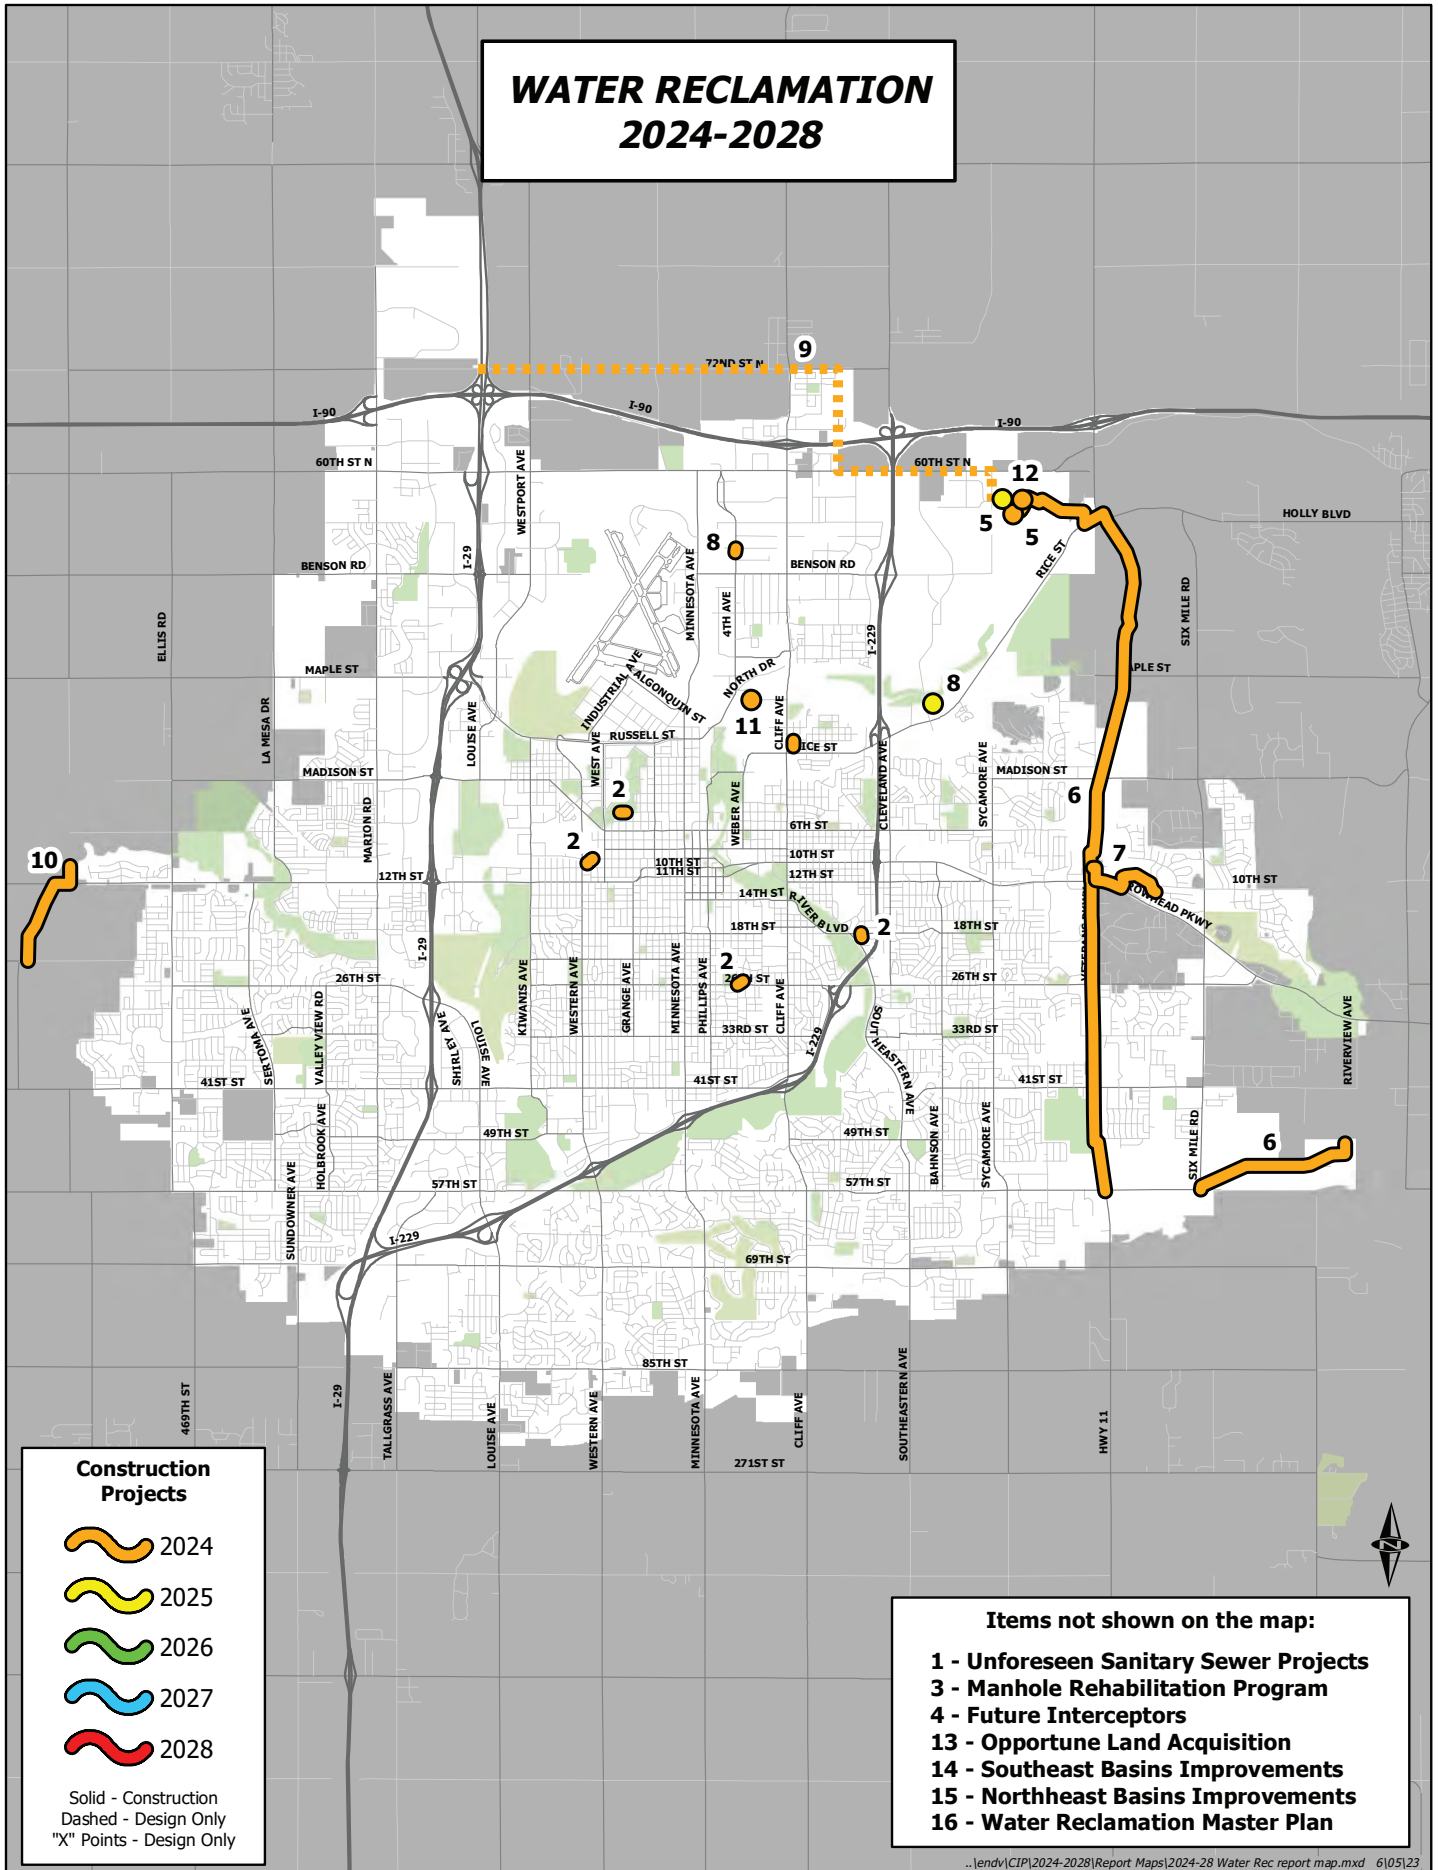 WATER RECLAMATION
2024-2028
72ND ST N
9
I-90
I-90
I-90
60TH ST N
60TH ST N
12
5
5
WESTPORT AVE
I-29
HOLLY BLVD
8
BENSON RD
BENSON RD
MINNESOTA AVE
4TH AVE
RICE ST
SIX MILE RD
ELLIS RD
I-229
MAPLE ST
APLE ST
INDUSTRIAL AVE
ALGONQUIN ST
NORTH DR
11
8
LA MESA DR
LOUISE AVE
RUSSELL ST
CLIFF AVE
ICE ST
WEST AVE
MADISON ST
MADISON ST
CLEVELAND AVE
SYCAMORE AVE
6
2
WEBER AVE
6TH ST
MARION RD
2
10TH ST
11TH ST
10TH ST
12TH ST
7
10
12TH ST
14TH ST
RIVER BLVD
10TH ST
ROWHEAD PKWY
18TH ST
2
18TH ST
I-29
26TH ST
2
26TH ST
KIWANIS AVE
WESTERN AVE
GRANGE AVE
MINNESOTA AVE
PHILLIPS AVE
CLIFF AVE
33RD ST
33RD ST
SERTOMA AVE
VALLEY VIEW RD
SHIRLEY AVE
LOUISE AVE
I-229
SOUTHEASTERN AVE
RIVERVIEW AVE
41ST ST
41ST ST
41ST ST
HOLBROOK AVE
49TH ST
49TH ST
BAHNSON AVE
SYCAMORE AVE
SIX MILE RD
6
SUNDOWNER AVE
57TH ST
57TH ST
I-229
69TH ST
85TH ST
469TH ST
I-29
TALLGRASS AVE
LOUISE AVE
WESTERN AVE
MINNESOTA AVE
CLIFF AVE
SOUTHEASTERN AVE
HWY 11
271ST ST
Construction
Projects
2024
2025
2026
2027
2028
Solid - Construction
Dashed - Design Only
"X" Points - Design Only
N
Items not shown on the map:
1 - Unforeseen Sanitary Sewer Projects
3 - Manhole Rehabilitation Program
4 - Future Interceptors
13 - Opportune Land Acquisition
14 - Southeast Basins Improvements
15 - Northheast Basins Improvements
16 - Water Reclamation Master Plan
..\endv\CIP\2024-2028\Report Maps\2024-28 Water Rec report map.mxd 6\05\23